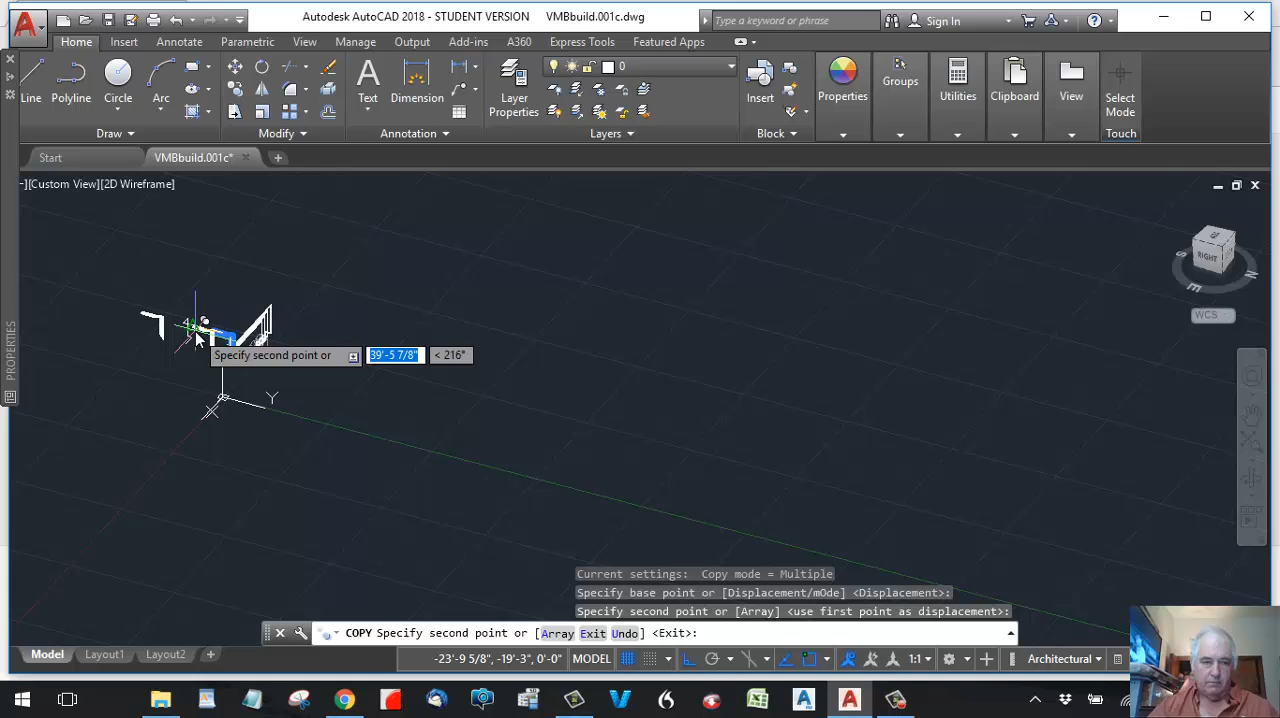 Autodesk AutoCAD 2018 - STUDENT VERSION VMBbuild.001c.dwg
Type a keyword or phrase
Sign In
Home Insert Annotate Parametric View Manage Output Add-ins A360 Express Tools Featured Apps
0
Line Polyline Circle Arc
Text Dimension
Layer
Properties
Insert
Properties
Groups
Utilities
Clipboard
View
Select
Mode
Draw Modify Annotation Layers Block Touch
Start VMBbuild.001c*
-][Custom View][2D Wireframe]
RIGHT
S N E
WCS
PROPERTIES
Specify second point or 39'-5 7/8" < 216°
Y
X
Current settings: Copy mode = Multiple
Specify base point or [Displacement/mOde] <Displacement>:
Specify second point or [Array] <use first point as displacement>:
COPY Specify second point or [Array Exit Undo] <Exit>:
Model Layout1 Layout2
-23'-9 5/8", -19'-3", 0'-0" MODEL
1:1
Architectural